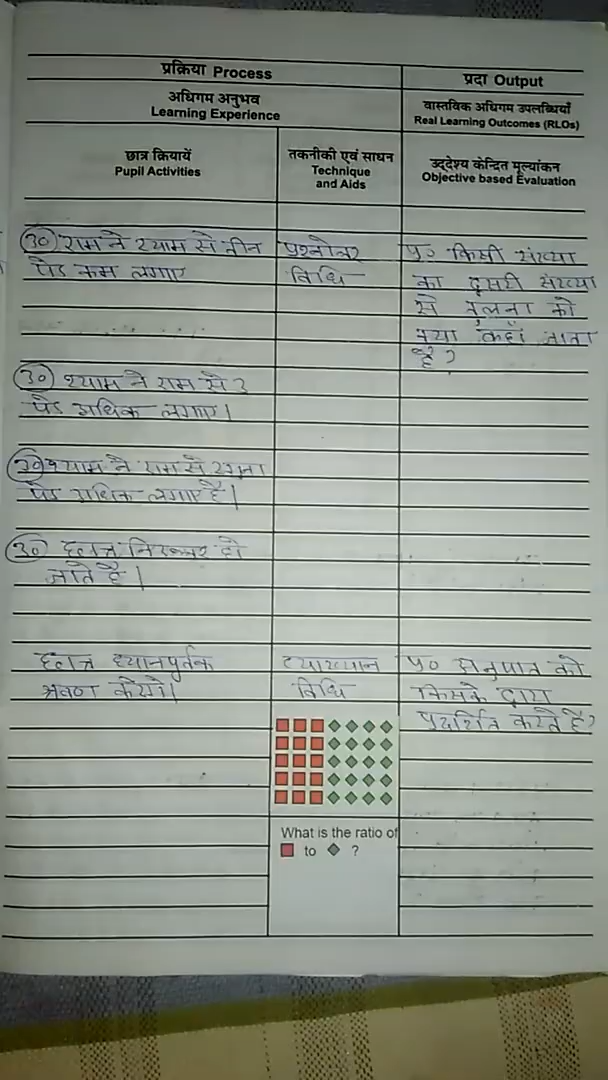 प्रक्रिया Process
प्रदा Output
अधिगम अनुभव
Learning Experience
वास्तविक अधिगम उपलब्धियाँ
Real Learning Outcomes (RLOs)
छात्र क्रियायें
Pupil Activities
तकनीकी एवं साधन
Technique
and Aids
उद्देश्य केन्द्रित मूल्यांकन
Objective based Evaluation
उ० राम ने श्याम से तीन
पेड कम लगाए
प्रश्नोत्तर
विधि
प्र० किसी संख्या
का दूसरी संख्या
से तुलना को
क्या कहाँ जाता
है?
उ० श्याम ने राम से 3
पेड अधिक लगाए।
उ० श्याम ने राम से
पेड अधिक लगाए है।
उ० छात्र निरूत्तर हो
जाते है।
छात्र ध्यानपूर्वक
श्रवण करेगे।
व्याख्यान
विधि
प्र० अनुपात को
किसके द्वारा
प्रदर्शित करते है?
What is the ratio of
to ?